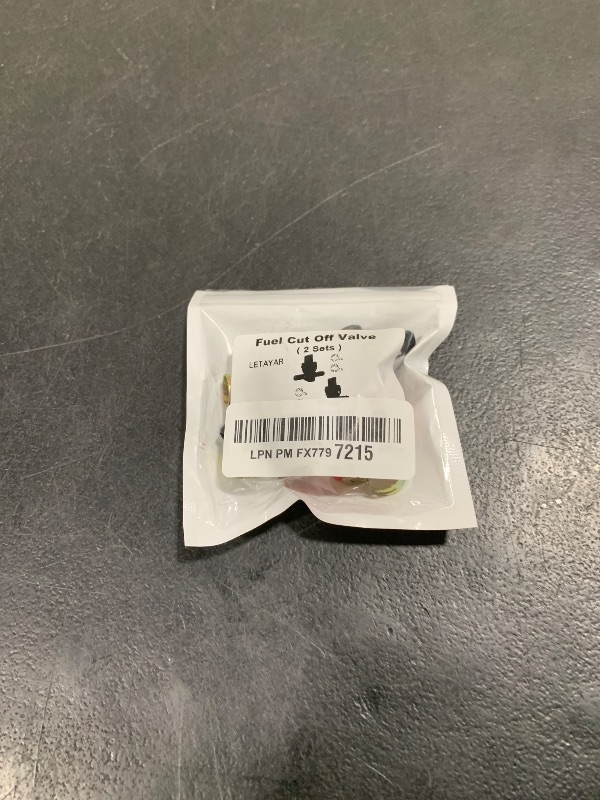 Fuel Cut Off Valve
( 2 Sets )
LETAYAR
LPN PM FX779 7215